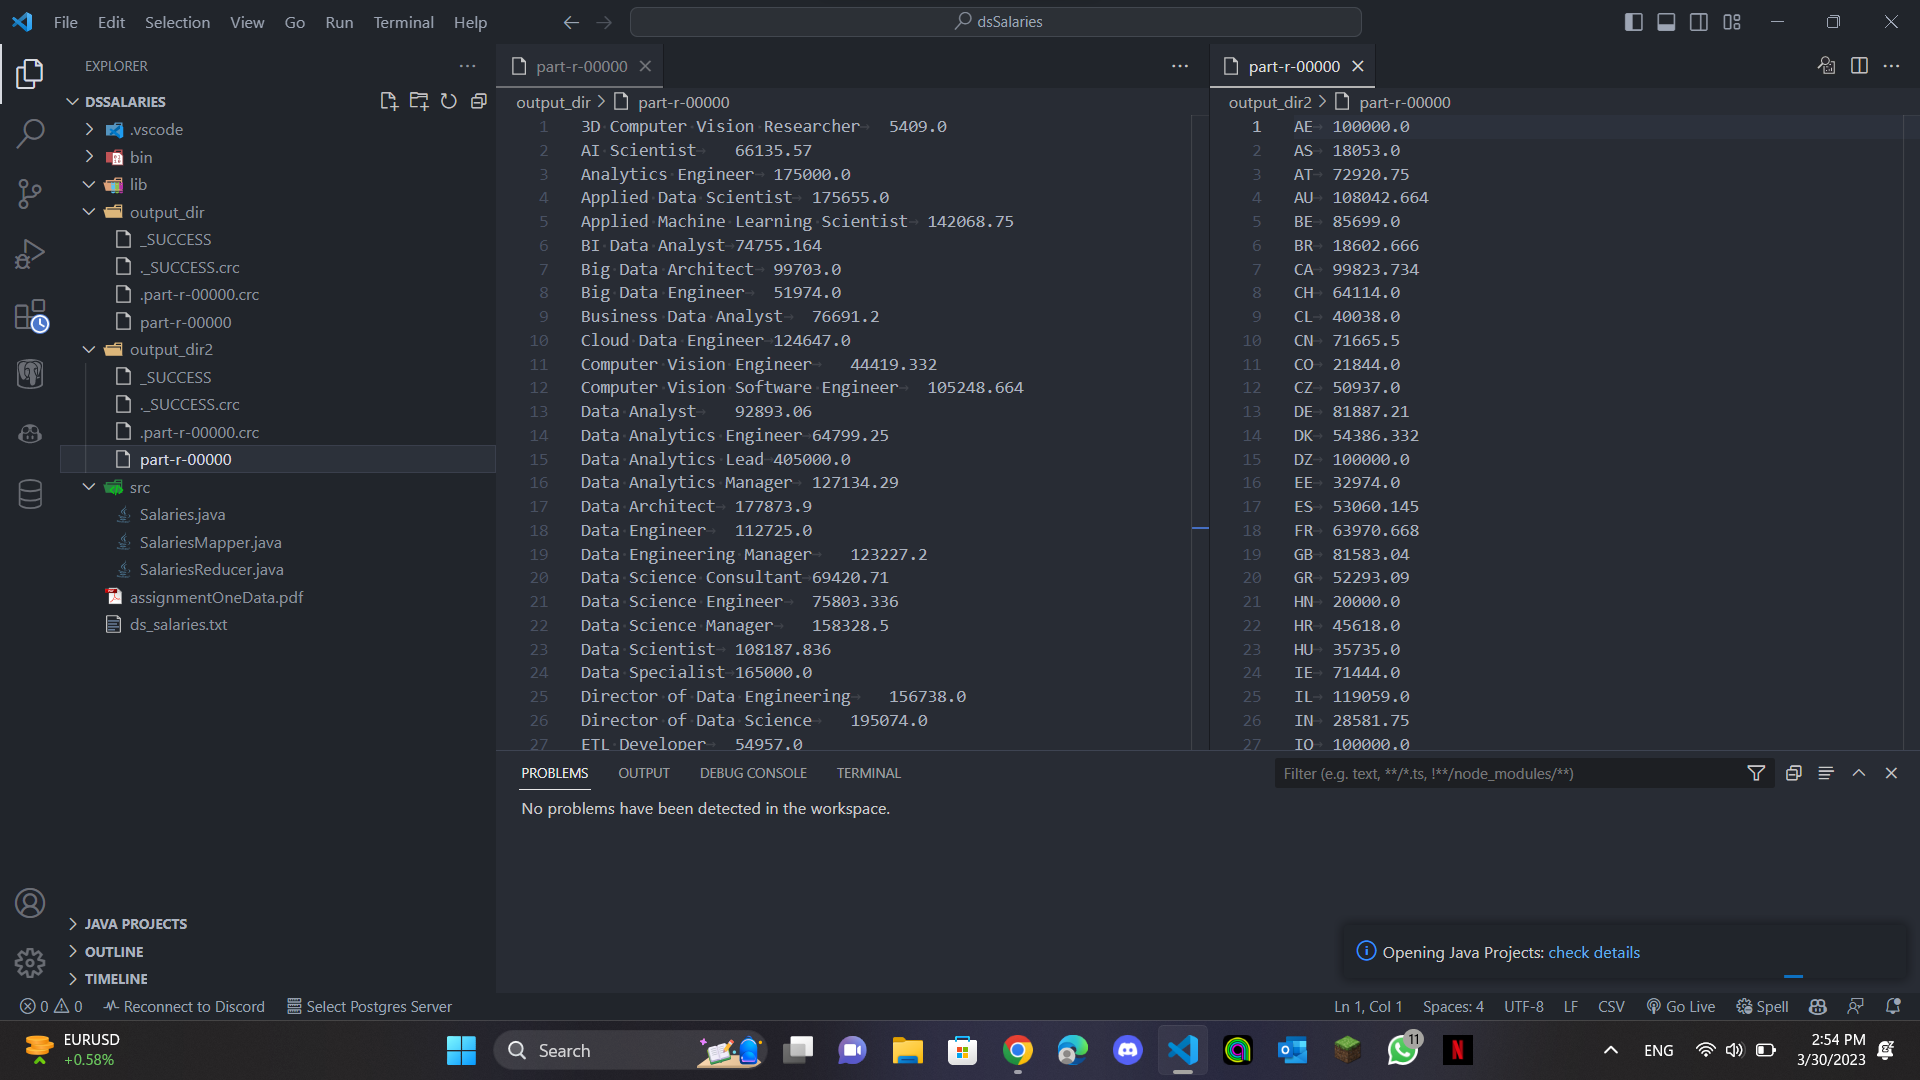 File Edit Selection View Go Run Terminal Help
dsSalaries
EXPLORER
DSSALARIES
.vscode
bin
lib
output_dir
_SUCCESS
._SUCCESS.crc
.part-r-00000.crc
part-r-00000
output_dir2
_SUCCESS
._SUCCESS.crc
.part-r-00000.crc
part-r-00000
src
Salaries.java
SalariesMapper.java
SalariesReducer.java
assignmentOneData.pdf
ds_salaries.txt
JAVA PROJECTS
OUTLINE
TIMELINE
part-r-00000
output_dir > part-r-00000
1 3D Computer Vision Researcher 5409.0
2 AI Scientist 66135.57
3 Analytics Engineer 175000.0
4 Applied Data Scientist 175655.0
5 Applied Machine Learning Scientist 142068.75
6 BI Data Analyst 74755.164
7 Big Data Architect 99703.0
8 Big Data Engineer 51974.0
9 Business Data Analyst 76691.2
10 Cloud Data Engineer 124647.0
11 Computer Vision Engineer 44419.332
12 Computer Vision Software Engineer 105248.664
13 Data Analyst 92893.06
14 Data Analytics Engineer 64799.25
15 Data Analytics Lead 405000.0
16 Data Analytics Manager 127134.29
17 Data Architect 177873.9
18 Data Engineer 112725.0
19 Data Engineering Manager 123227.2
20 Data Science Consultant 69420.71
21 Data Science Engineer 75803.336
22 Data Science Manager 158328.5
23 Data Scientist 108187.836
24 Data Specialist 165000.0
25 Director of Data Engineering 156738.0
26 Director of Data Science 195074.0
27 ETL Developer 54957.0
part-r-00000
output_dir2 > part-r-00000
1 AE 100000.0
2 AS 18053.0
3 AT 72920.75
4 AU 108042.664
5 BE 85699.0
6 BR 18602.666
7 CA 99823.734
8 CH 64114.0
9 CL 40038.0
10 CN 71665.5
11 CO 21844.0
12 CZ 50937.0
13 DE 81887.21
14 DK 54386.332
15 DZ 100000.0
16 EE 32974.0
17 ES 53060.145
18 FR 63970.668
19 GB 81583.04
20 GR 52293.09
21 HN 20000.0
22 HR 45618.0
23 HU 35735.0
24 IE 71444.0
25 IL 119059.0
26 IN 28581.75
27 IQ 100000.0
PROBLEMS OUTPUT DEBUG CONSOLE TERMINAL
Filter (e.g. text, **/*.ts, !**/node_modules/**)
No problems have been detected in the workspace.
Opening Java Projects: check details
0 0 Reconnect to Discord Select Postgres Server
Ln 1, Col 1 Spaces: 4 UTF-8 LF CSV Go Live Spell
EURUSD
+0.58%
Search
11
N
ENG
2:54 PM
3/30/2023